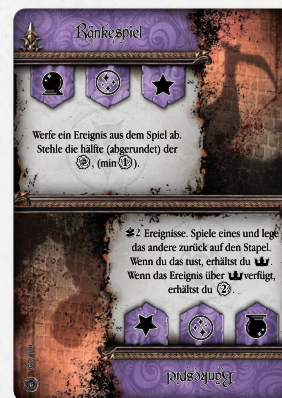 Ränkespiel
Werfe ein Ereignis aus dem Spiel ab.
Stehle die hälfte (abgerundet) der
, (min 1).
2 Ereignisse. Spiele eines und lege
das andere zurück auf den Stapel.
Wenn du das tust, erhältst du .
Wenn das Ereignis über verfügt,
erhältst du 2.
Ränkespiel